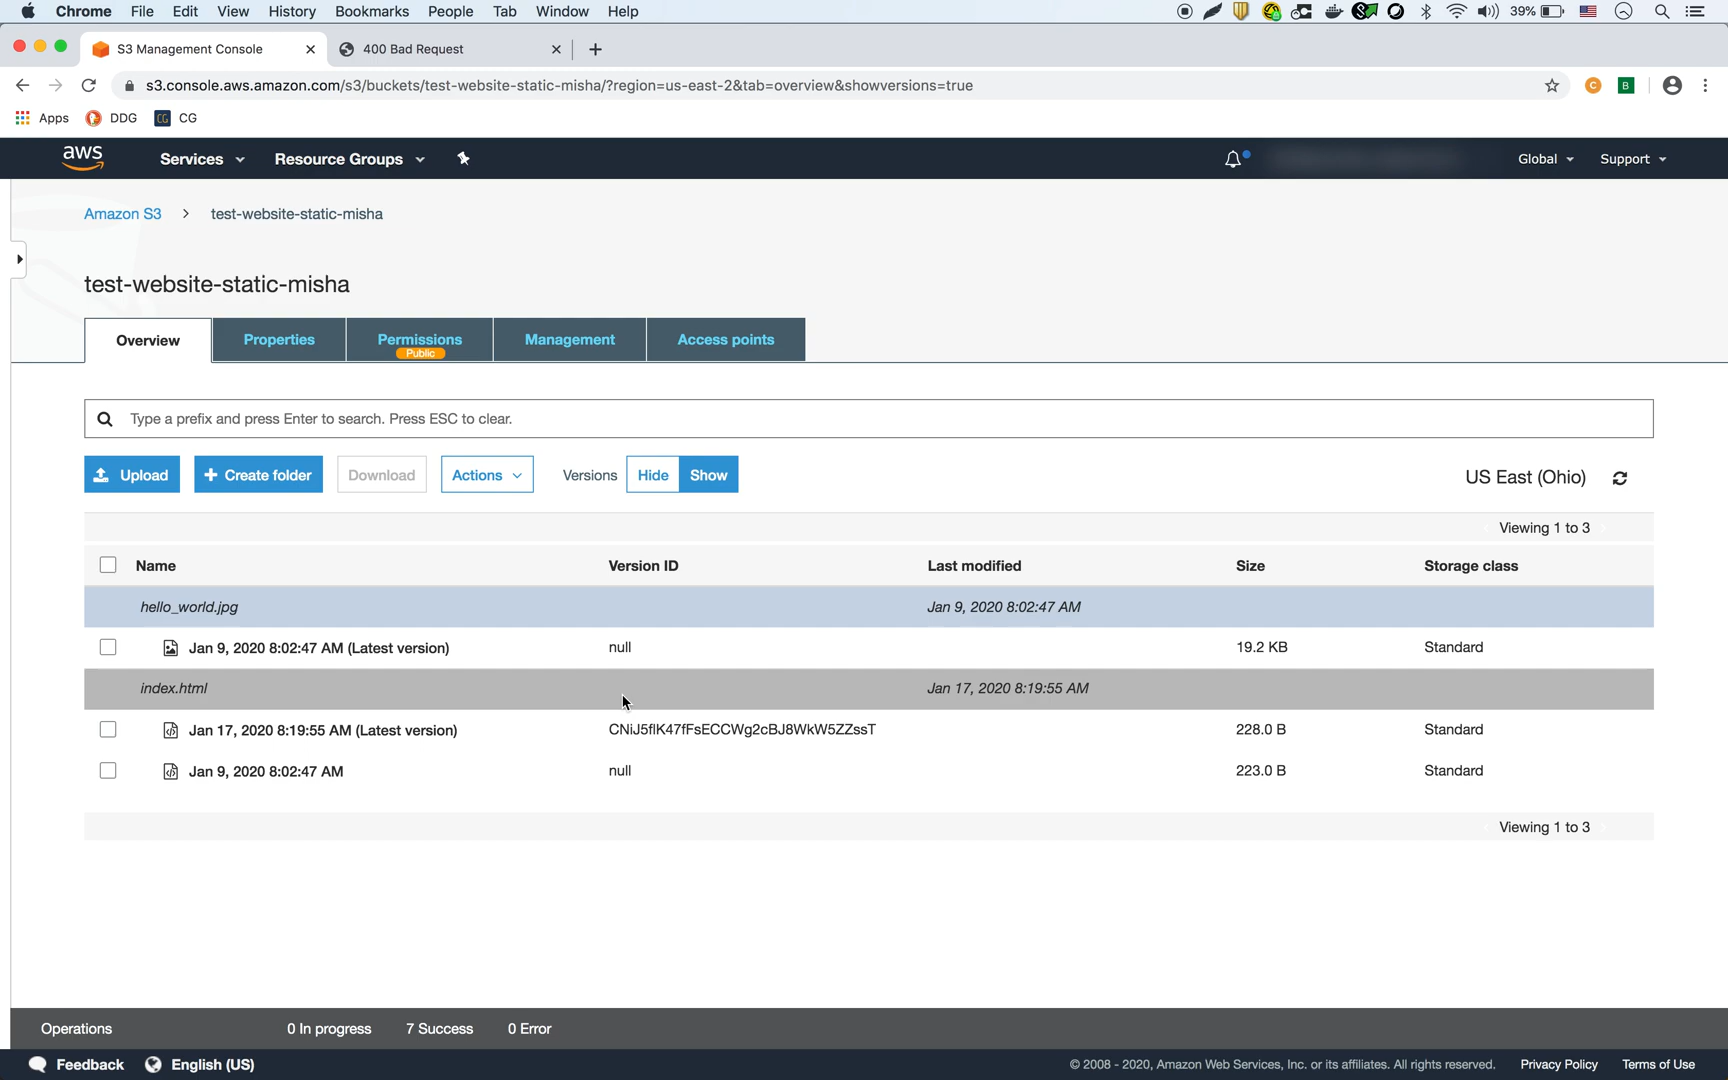 Chrome File Edit View History Bookmarks People Tab Window Help 39%
S3 Management Console 400 Bad Request
s3.console.aws.amazon.com/s3/buckets/test-website-static-misha/?region=us-east-2&tab=overview&showversions=true
Apps DDG CG CG
aws Services Resource Groups Global Support
Amazon S3 > test-website-static-misha
test-website-static-misha
Overview Properties Permissions Management Access points
Public
Type a prefix and press Enter to search. Press ESC to clear.
Upload + Create folder Download Actions Versions Hide Show US East (Ohio)
Viewing 1 to 3
Name Version ID Last modified Size Storage class
hello_world.jpg Jan 9, 2020 8:02:47 AM
Jan 9, 2020 8:02:47 AM (Latest version) null 19.2 KB Standard
index.html Jan 17, 2020 8:19:55 AM
Jan 17, 2020 8:19:55 AM (Latest version) CNiJ5flK47fFsECCWg2cBJ8WkW5ZZssT 228.0 B Standard
Jan 9, 2020 8:02:47 AM null 223.0 B Standard
Viewing 1 to 3
Operations 0 In progress 7 Success 0 Error
Feedback English (US) © 2008 - 2020, Amazon Web Services, Inc. or its affiliates. All rights reserved. Privacy Policy Terms of Use